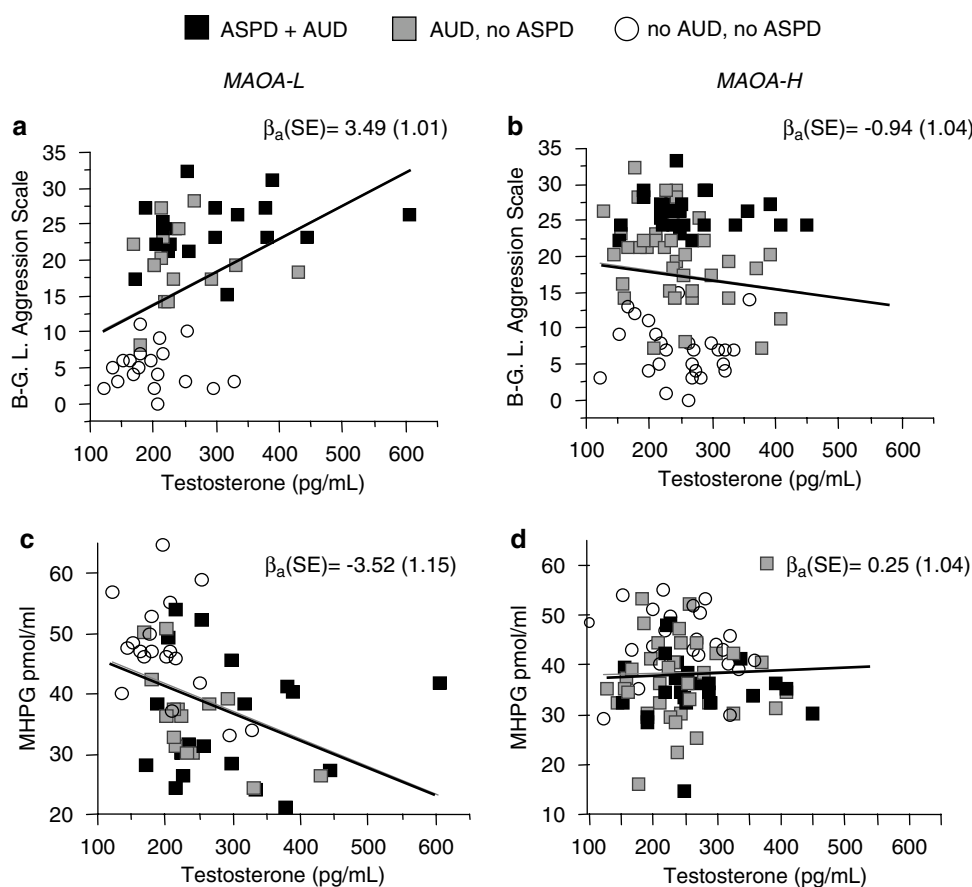 ASPD + AUD AUD, no ASPD no AUD, no ASPD
MAOA-L MAOA-H
a βa(SE)= 3.49 (1.01)
B-G. L. Aggression Scale
35
30
25
20
15
10
5
0
100 200 300 400 500 600
Testosterone (pg/mL)
b βa(SE)= -0.94 (1.04)
B-G. L. Aggression Scale
35
30
25
20
15
10
5
0
100 200 300 400 500 600
Testosterone (pg/mL)
c βa(SE)= -3.52 (1.15)
MHPG pmol/ml
60
50
40
30
20
100 200 300 400 500 600
Testosterone (pg/mL)
d βa(SE)= 0.25 (1.04)
MHPG pmol/ml
60
50
40
30
20
10
100 200 300 400 500 600
Testosterone (pg/mL)